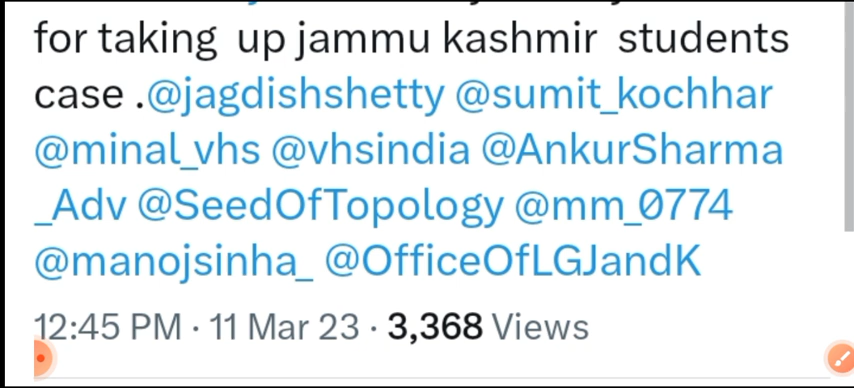 for taking  up jammu kashmir  students
case .@jagdishshetty @sumit_kochhar
@minal_vhs @vhsindia @AnkurSharma
_Adv @SeedOfTopology @mm_0774
@manojsinha_ @OfficeOfLGJandK
12:45 PM · 11 Mar 23 · 3,368 Views